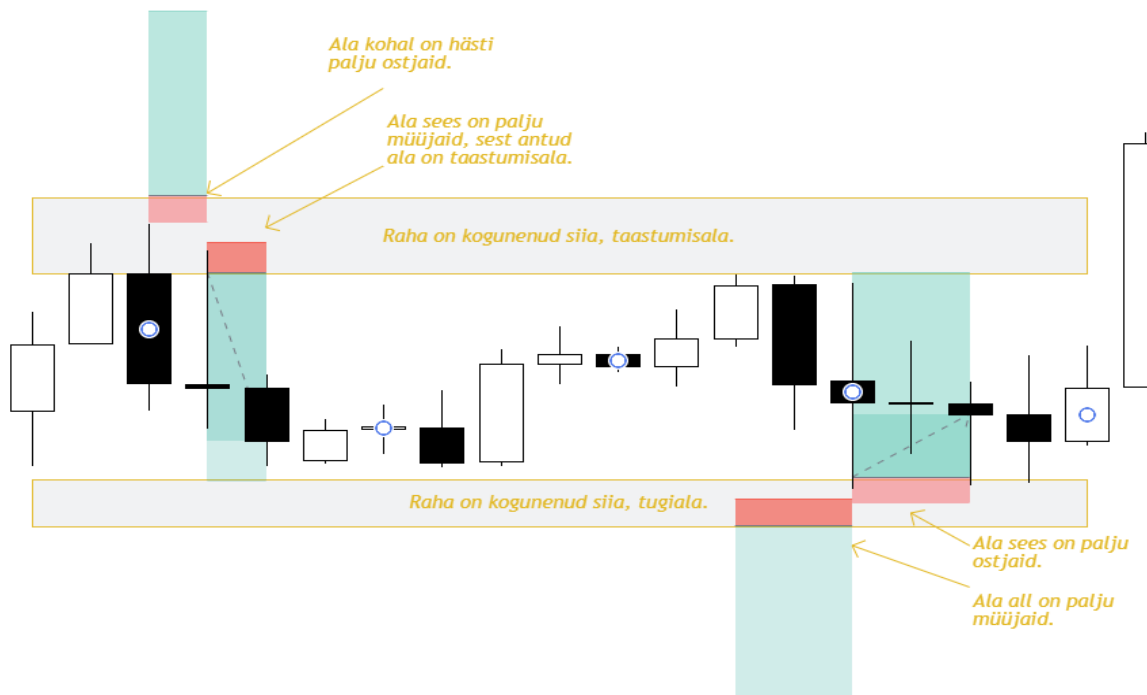 Ala kohal on hästi
palju ostjaid.
Ala sees on palju
müüjaid, sest antud
ala on taastumisala.
Raha on kogunenud siia, taastumisala.
Raha on kogunenud siia, tugiala.
Ala sees on palju
ostjaid.
Ala all on palju
müüjaid.